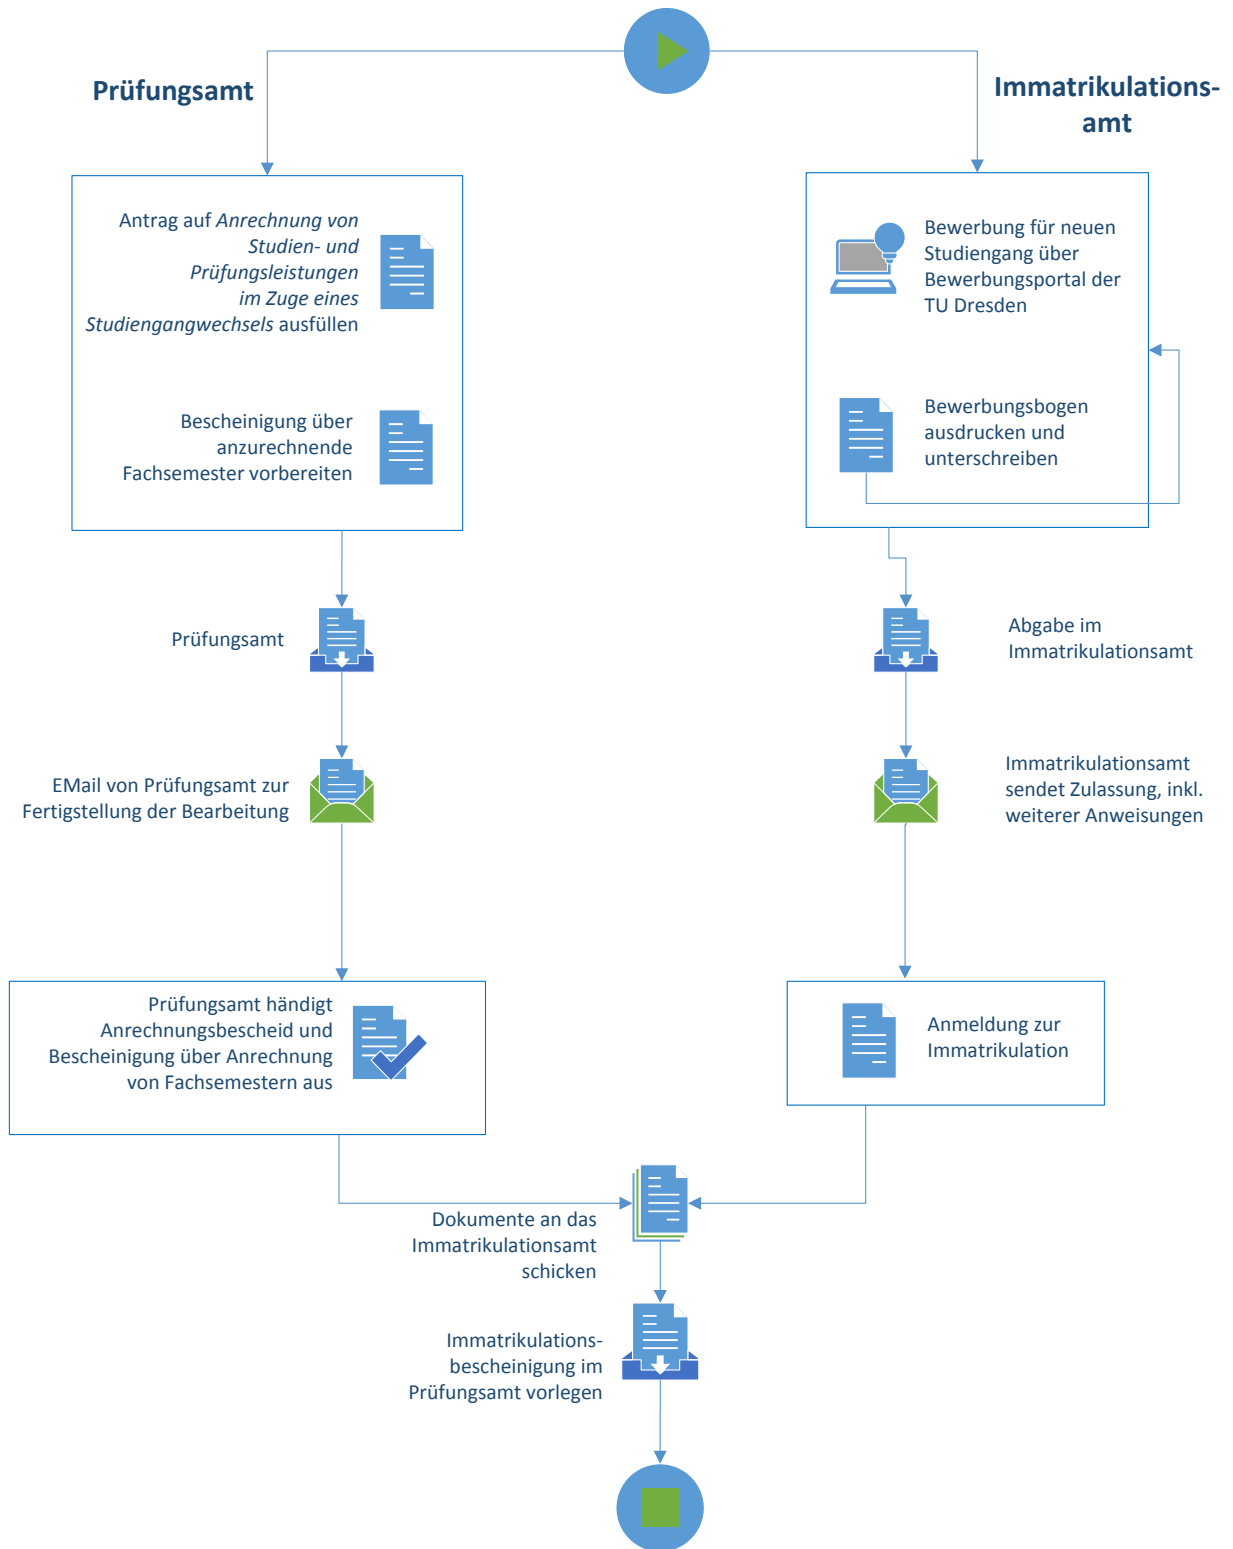 Prüfungsamt
Immatrikulations-
amt
Antrag auf Anrechnung von
Studien- und
Prüfungsleistungen
im Zuge eines
Studiengangwechsels ausfüllen
Bewerbung für neuen
Studiengang über
Bewerbungsportal der
TU Dresden
Bescheinigung über
anzurechnende
Fachsemester vorbereiten
Bewerbungsbogen
ausdrucken und
unterschreiben
Prüfungsamt
Abgabe im
Immatrikulationsamt
EMail von Prüfungsamt zur
Fertigstellung der Bearbeitung
Immatrikulationsamt
sendet Zulassung, inkl.
weiterer Anweisungen
Prüfungsamt händigt
Anrechnungsbescheid und
Bescheinigung über Anrechnung
von Fachsemestern aus
Anmeldung zur
Immatrikulation
Dokumente an das
Immatrikulationsamt
schicken
Immatrikulations-
bescheinigung im
Prüfungsamt vorlegen